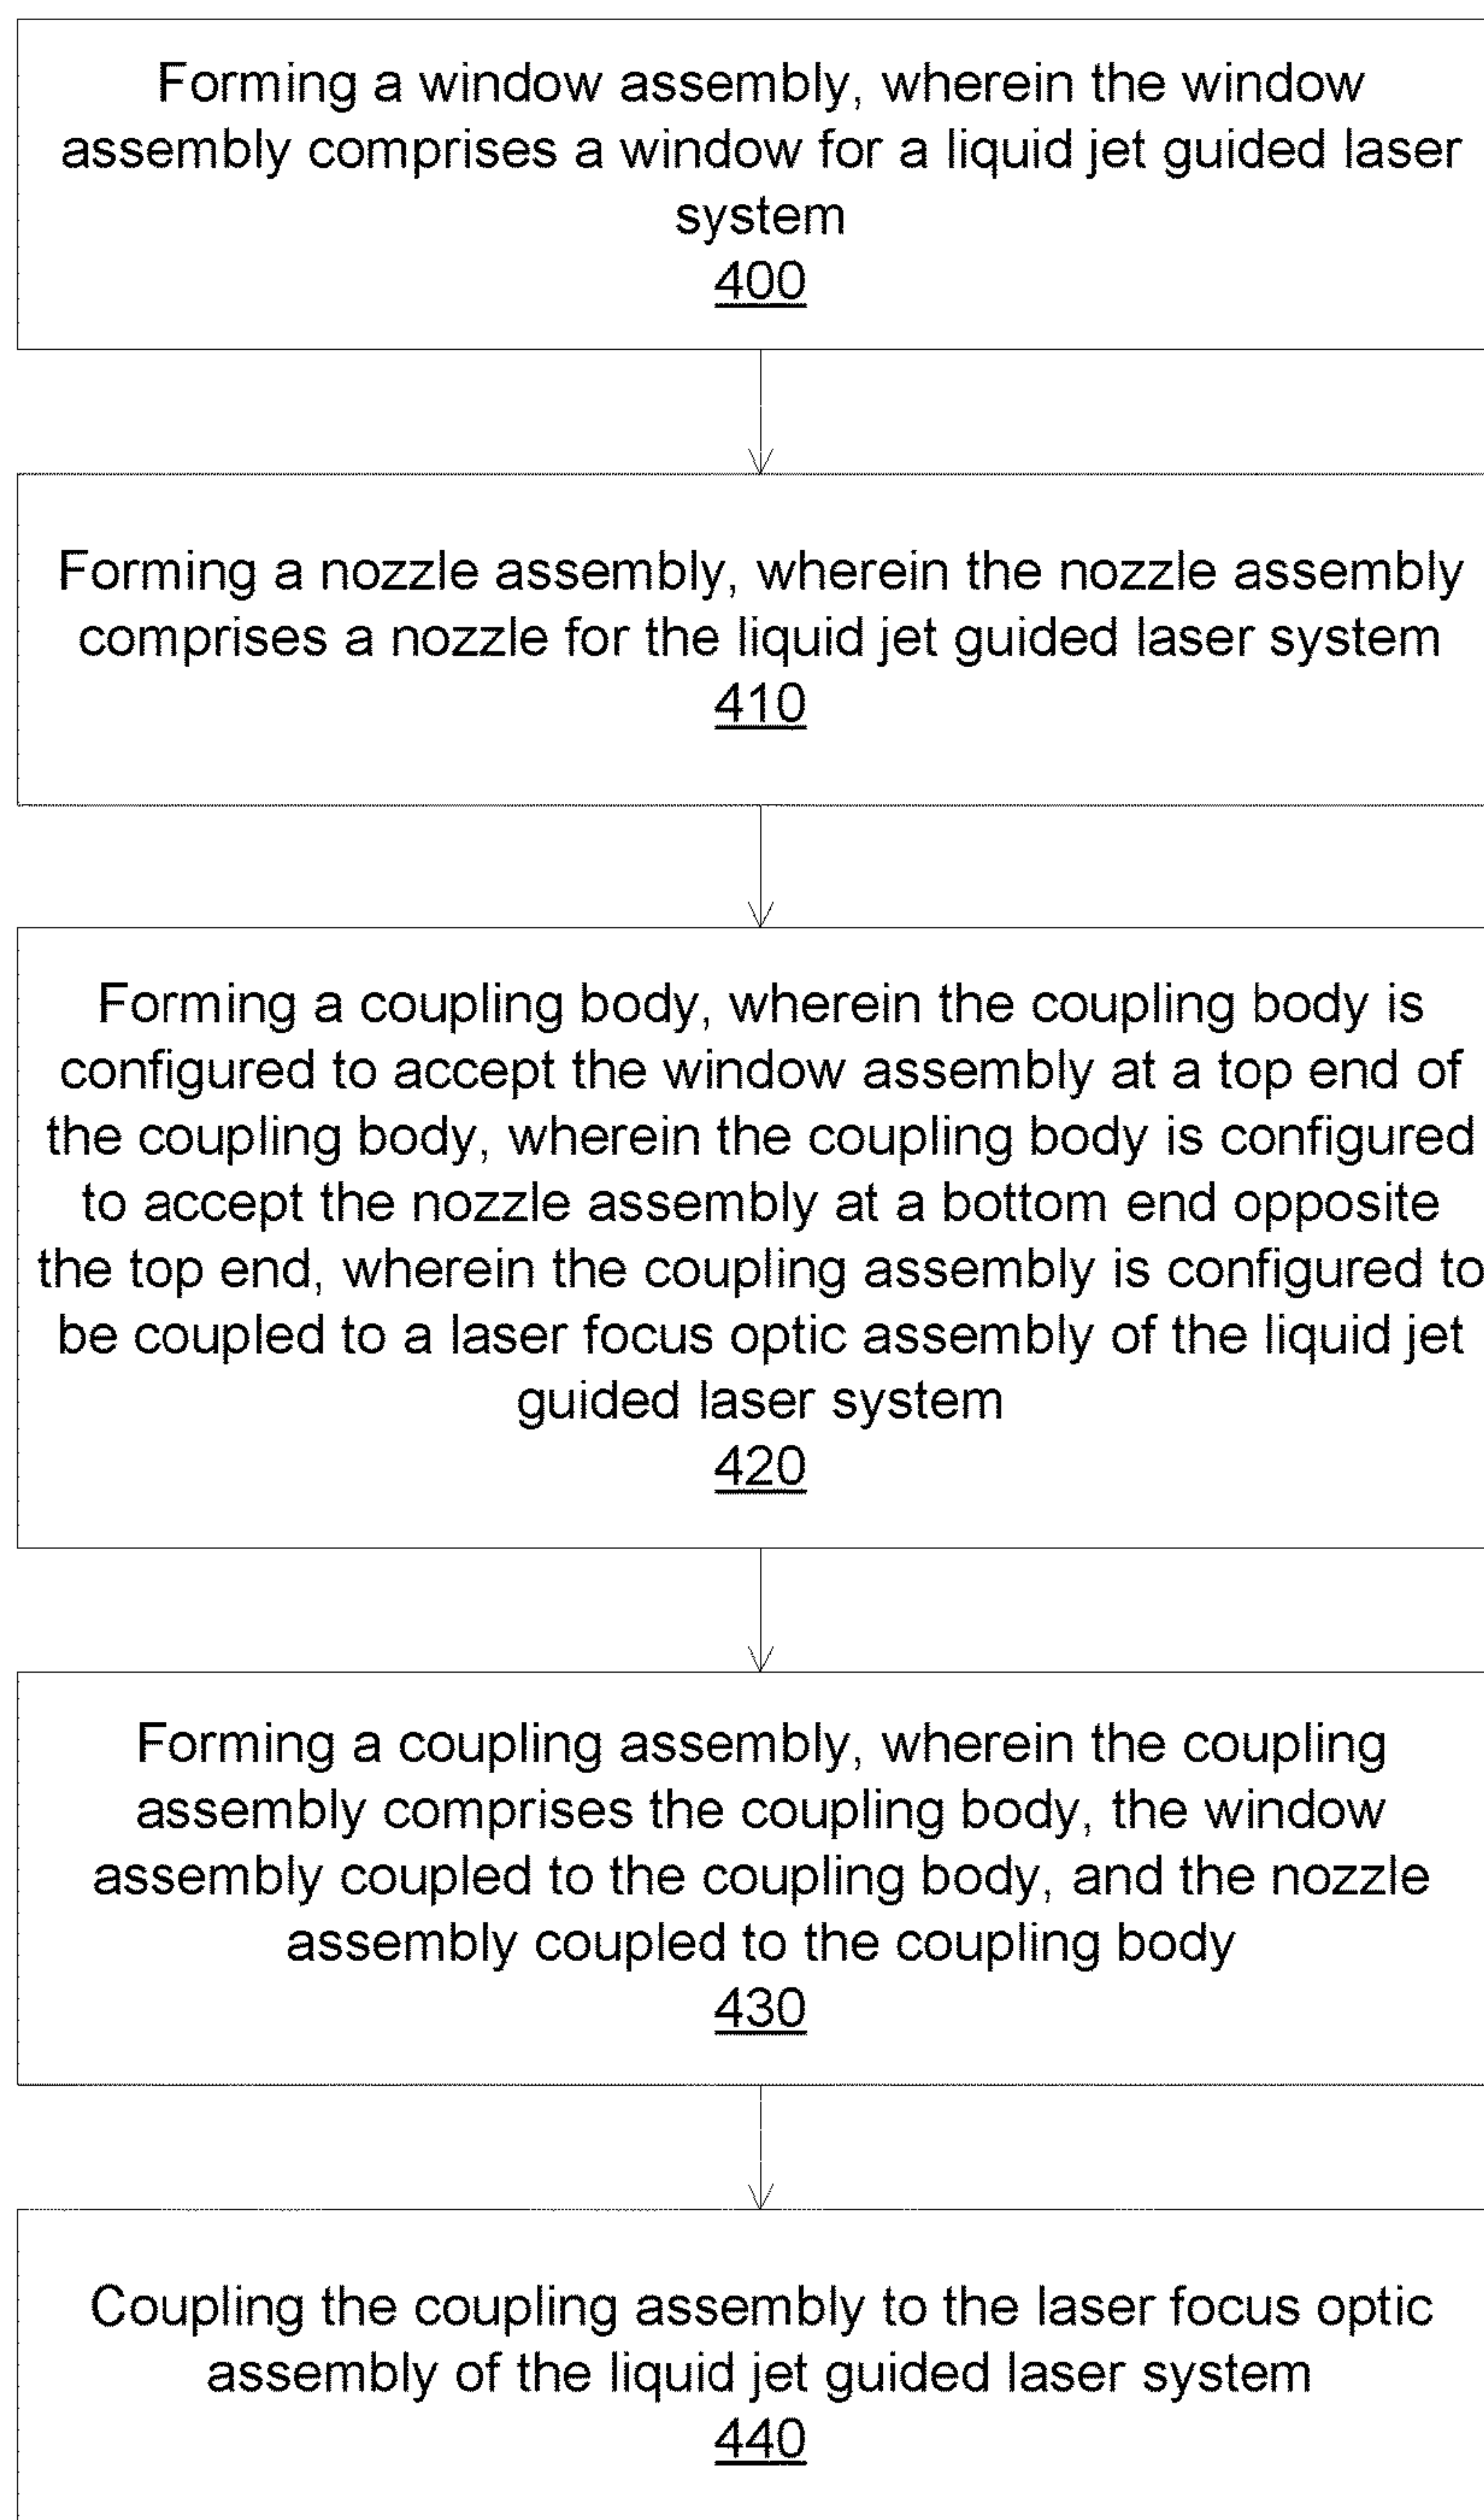 Forming a window assembly, wherein the window
assembly comprises a window for a liquid jet guided laser
system
400
Forming a nozzle assembly, wherein the nozzle assembly
comprises a nozzle for the liquid jet guided laser system
410
Forming a coupling body, wherein the coupling body is
configured to accept the window assembly at a top end of
the coupling body, wherein the coupling body is configured
to accept the nozzle assembly at a bottom end opposite
the top end, wherein the coupling assembly is configured to
be coupled to a laser focus optic assembly of the liquid jet
guided laser system
420
Forming a coupling assembly, wherein the coupling
assembly comprises the coupling body, the window
assembly coupled to the coupling body, and the nozzle
assembly coupled to the coupling body
430
Coupling the coupling assembly to the laser focus optic
assembly of the liquid jet guided laser system
440